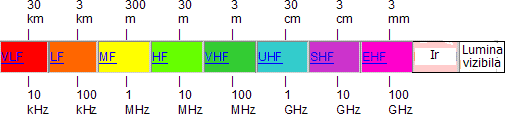 30 km 3 km 300 m 30 m 3 m 30 cm 3 cm 3 mm
VLF LF MF HF VHF UHF SHF EHF Ir Lumina vizibilă
10 kHz 100 kHz 1 MHz 10 MHz 100 MHz 1 GHz 10 GHz 100 GHz